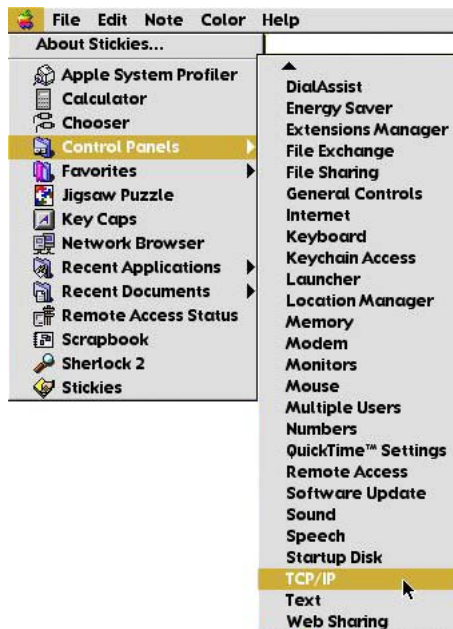 File Edit Note Color Help
About Stickies...
Apple System Profiler
Calculator
Chooser
Control Panels
Favorites
Jigsaw Puzzle
Key Caps
Network Browser
Recent Applications
Recent Documents
Remote Access Status
Scrapbook
Sherlock 2
Stickies
DialAssist
Energy Saver
Extensions Manager
File Exchange
File Sharing
General Controls
Internet
Keyboard
Keychain Access
Launcher
Location Manager
Memory
Modem
Monitors
Mouse
Multiple Users
Numbers
QuickTime™ Settings
Remote Access
Software Update
Sound
Speech
Startup Disk
TCP/IP
Text
Web Sharing